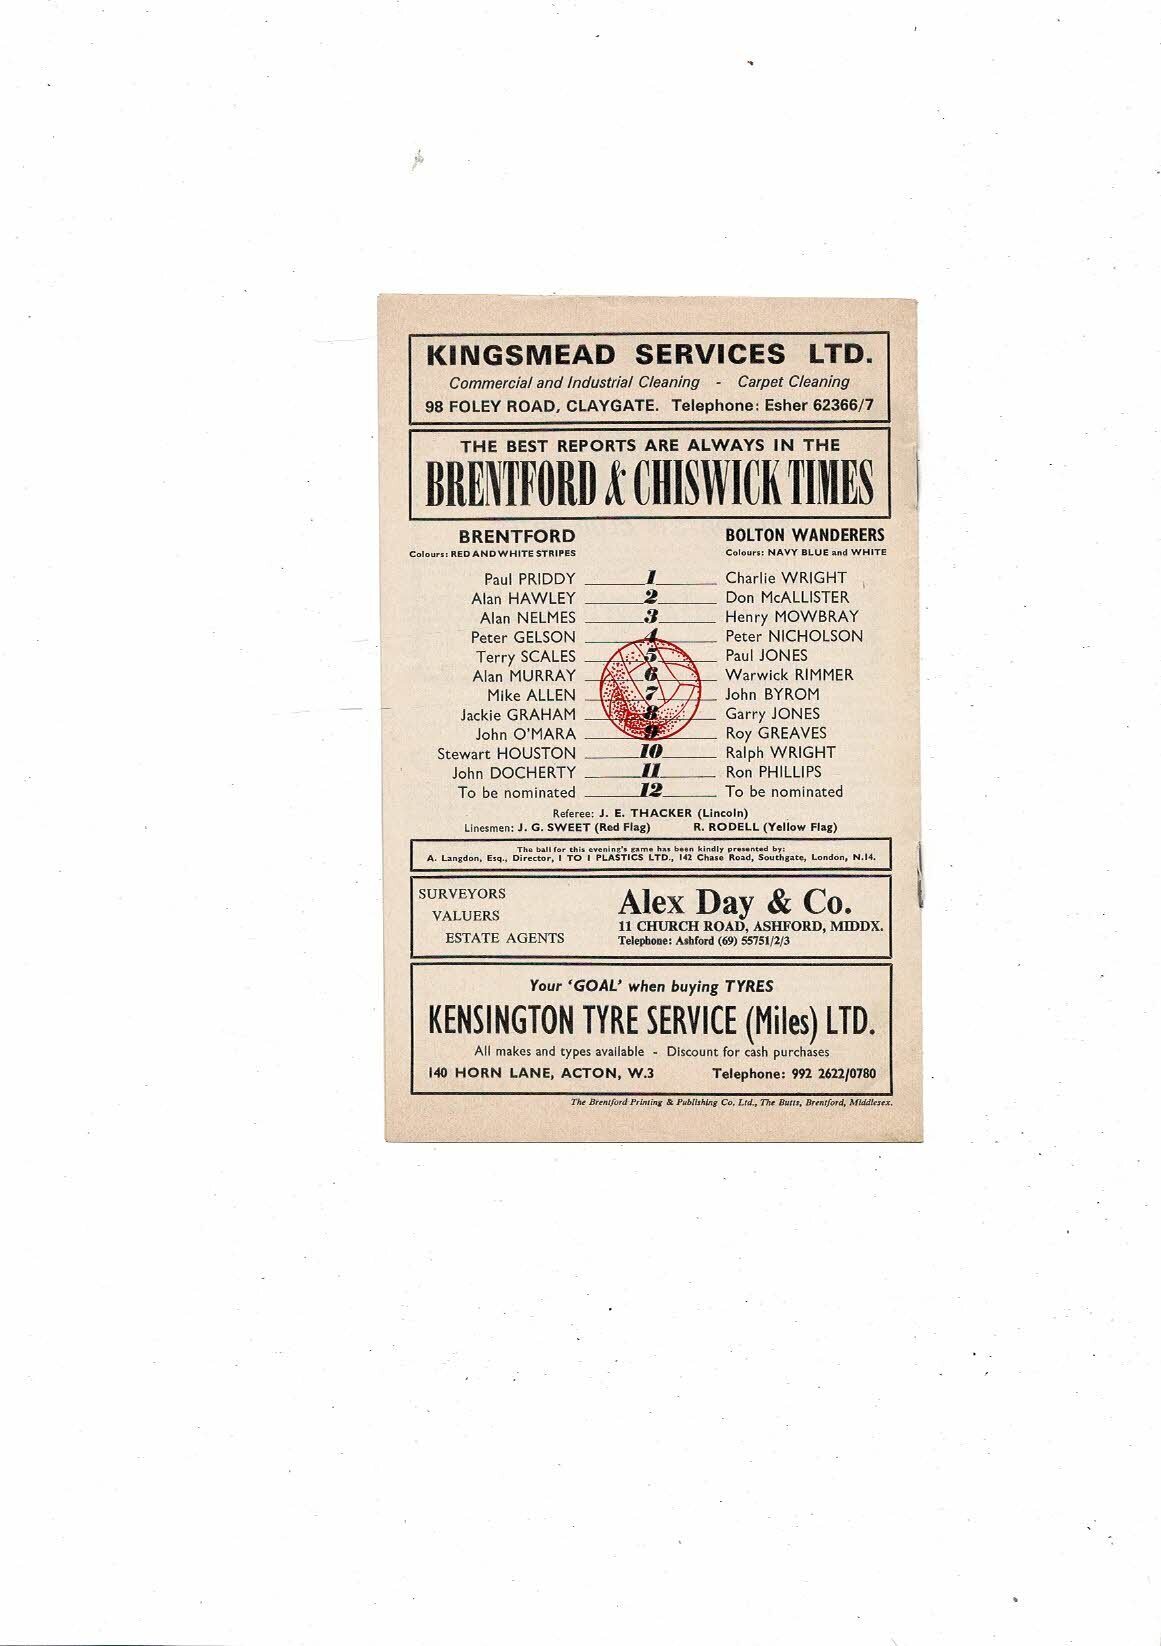 KINGSMEAD SERVICES LTD.
Commercial and Industrial Cleaning - Carpet Cleaning
98 FOLEY ROAD, CLAYGATE. Telephone: Esher 62366/7
THE BEST REPORTS ARE ALWAYS IN THE
BRENTFORD & CHISWICK TIMES
BRENTFORD BOLTON WANDERERS
Colours: RED AND WHITE STRIPES Colours: NAVY BLUE and WHITE
Paul PRIDDY 1 Charlie WRIGHT
Alan HAWLEY 2 Don McALLISTER
Alan NELMES 3 Henry MOWBRAY
Peter GELSON 4 Peter NICHOLSON
Terry SCALES 5 Paul JONES
Alan MURRAY 6 Warwick RIMMER
Mike ALLEN 7 John BYROM
Jackie GRAHAM 8 Garry JONES
John O'MARA 9 Roy GREAVES
Stewart HOUSTON 10 Ralph WRIGHT
John DOCHERTY 11 Ron PHILLIPS
To be nominated 12 To be nominated
Referee: J. E. THACKER (Lincoln)
Linesmen: J. G. SWEET (Red Flag) R. RODELL (Yellow Flag)
The ball for this evening's game has been kindly presented by:
A. Langdon, Esq., Director, 1 TO 1 PLASTICS LTD., 142 Chase Road, Southgate, London, N.14.
SURVEYORS
VALUERS
ESTATE AGENTS
Alex Day & Co.
11 CHURCH ROAD, ASHFORD, MIDDX.
Telephone: Ashford (69) 55751/2/3
Your 'GOAL' when buying TYRES
KENSINGTON TYRE SERVICE (Miles) LTD.
All makes and types available - Discount for cash purchases
140 HORN LANE, ACTON, W.3 Telephone: 992 2622/0780
The Brentford Printing & Publishing Co. Ltd., The Butts, Brentford, Middlesex.